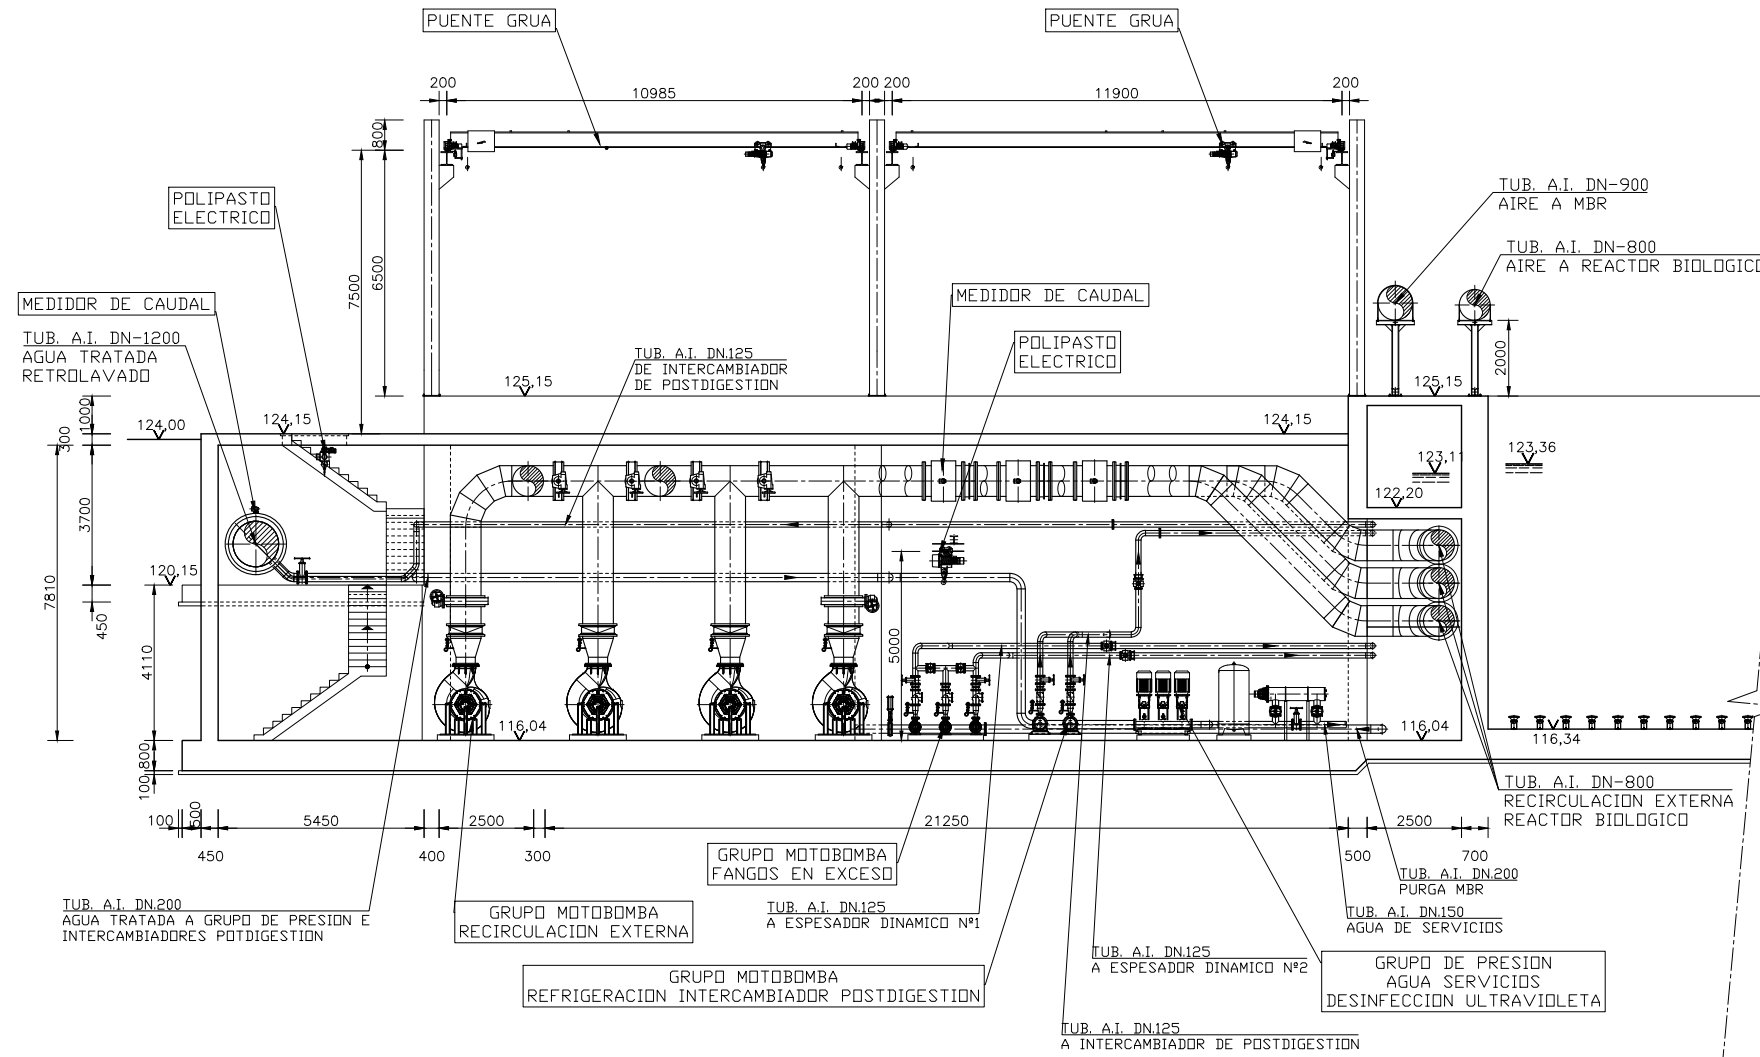 PUENTE GRUA
PUENTE GRUA
200
10985
200
200
11900
200
800
7500
6500
POLIPASTO
ELECTRICO
TUB. A.I. DN-900
AIRE A MBR
TUB. A.I. DN-800
AIRE A REACTOR BIOLOGICO
2000
MEDIDOR DE CAUDAL
TUB. A.I. DN-1200
AGUA TRATADA
RETROLAVADO
MEDIDOR DE CAUDAL
POLIPASTO
ELECTRICO
TUB. A.I. DN.125
DE INTERCAMBIADOR
DE POSTDIGESTION
125,15
125,15
1000
124,00
124,15
124,15
300
123,11
123,36
122,20
3700
120,15
7810
450
4110
5000
116,04
116,04
116,34
800
100
100
500
450
5450
400
2500
300
21250
500
2500
700
TUB. A.I. DN-800
RECIRCULACION EXTERNA
REACTOR BIOLOGICO
GRUPO MOTOBOMBA
FANGOS EN EXCESO
TUB. A.I. DN.200
PURGA MBR
TUB. A.I. DN.200
AGUA TRATADA A GRUPO DE PRESION E
INTERCAMBIADORES POTDIGESTION
GRUPO MOTOBOMBA
RECIRCULACION EXTERNA
TUB. A.I. DN.125
A ESPESADOR DINAMICO Nº1
TUB. A.I. DN.150
AGUA DE SERVICIOS
TUB. A.I. DN.125
A ESPESADOR DINAMICO Nº2
GRUPO MOTOBOMBA
REFRIGERACION INTERCAMBIADOR POSTDIGESTION
GRUPO DE PRESION
AGUA SERVICIOS
DESINFECCION ULTRAVIOLETA
TUB. A.I. DN.125
A INTERCAMBIADOR DE POSTDIGESTION